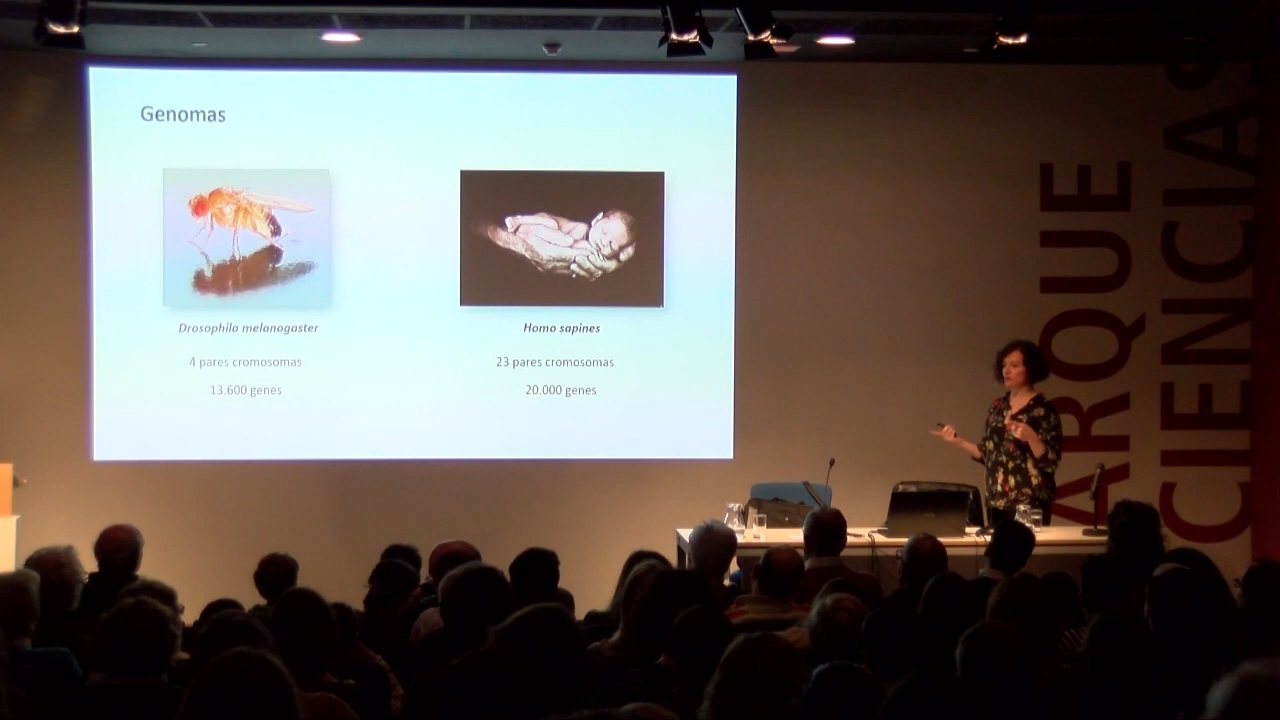 Genomas
Drosophila melanogaster
4 pares cromosomas
13.600 genes
Homo sapines
23 pares cromosomas
20.000 genes
ARQUE
CIENCIAS